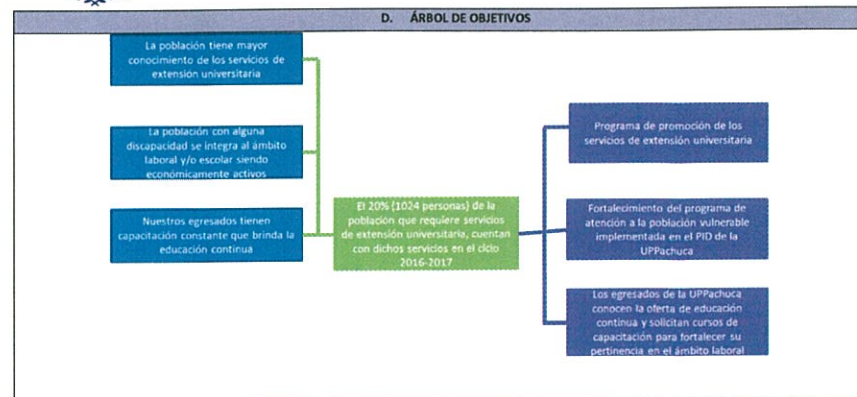 D. ÁRBOL DE OBJETIVOS
La población tiene mayor
conocimiento de los servicios de
extensión universitaria
La población con alguna
discapacidad se integra al ámbito
laboral y/o escolar siendo
económicamente activos
Nuestros egresados tienen
capacitación constante que brinda la
educación continua
El 20% (1024 personas) de la
población que requiere servicios
de extensión universitaria, cuentan
con dichos servicios en el ciclo
2016-2017
Programa de promoción de los
servicios de extensión universitaria
Fortalecimiento del programa de
atención a la población vulnerable
implementada en el PID de la
UPPachuca
Los egresados de la UPPachuca
conocen la oferta de educación
continua y solicitan cursos de
capacitación para fortalecer su
pertinencia en el ámbito laboral